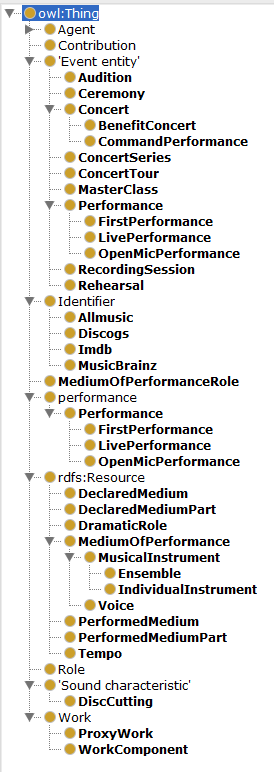 owl:Thing
Agent
Contribution
'Event entity'
Audition
Ceremony
Concert
BenefitConcert
CommandPerformance
ConcertSeries
ConcertTour
MasterClass
Performance
FirstPerformance
LivePerformance
OpenMicPerformance
RecordingSession
Rehearsal
Identifier
Allmusic
Discogs
Imdb
MusicBrainz
MediumOfPerformanceRole
performance
Performance
FirstPerformance
LivePerformance
OpenMicPerformance
rdfs:Resource
DeclaredMedium
DeclaredMediumPart
DramaticRole
MediumOfPerformance
MusicalInstrument
Ensemble
IndividualInstrument
Voice
PerformedMedium
PerformedMediumPart
Tempo
Role
'Sound characteristic'
DiscCutting
Work
ProxyWork
WorkComponent